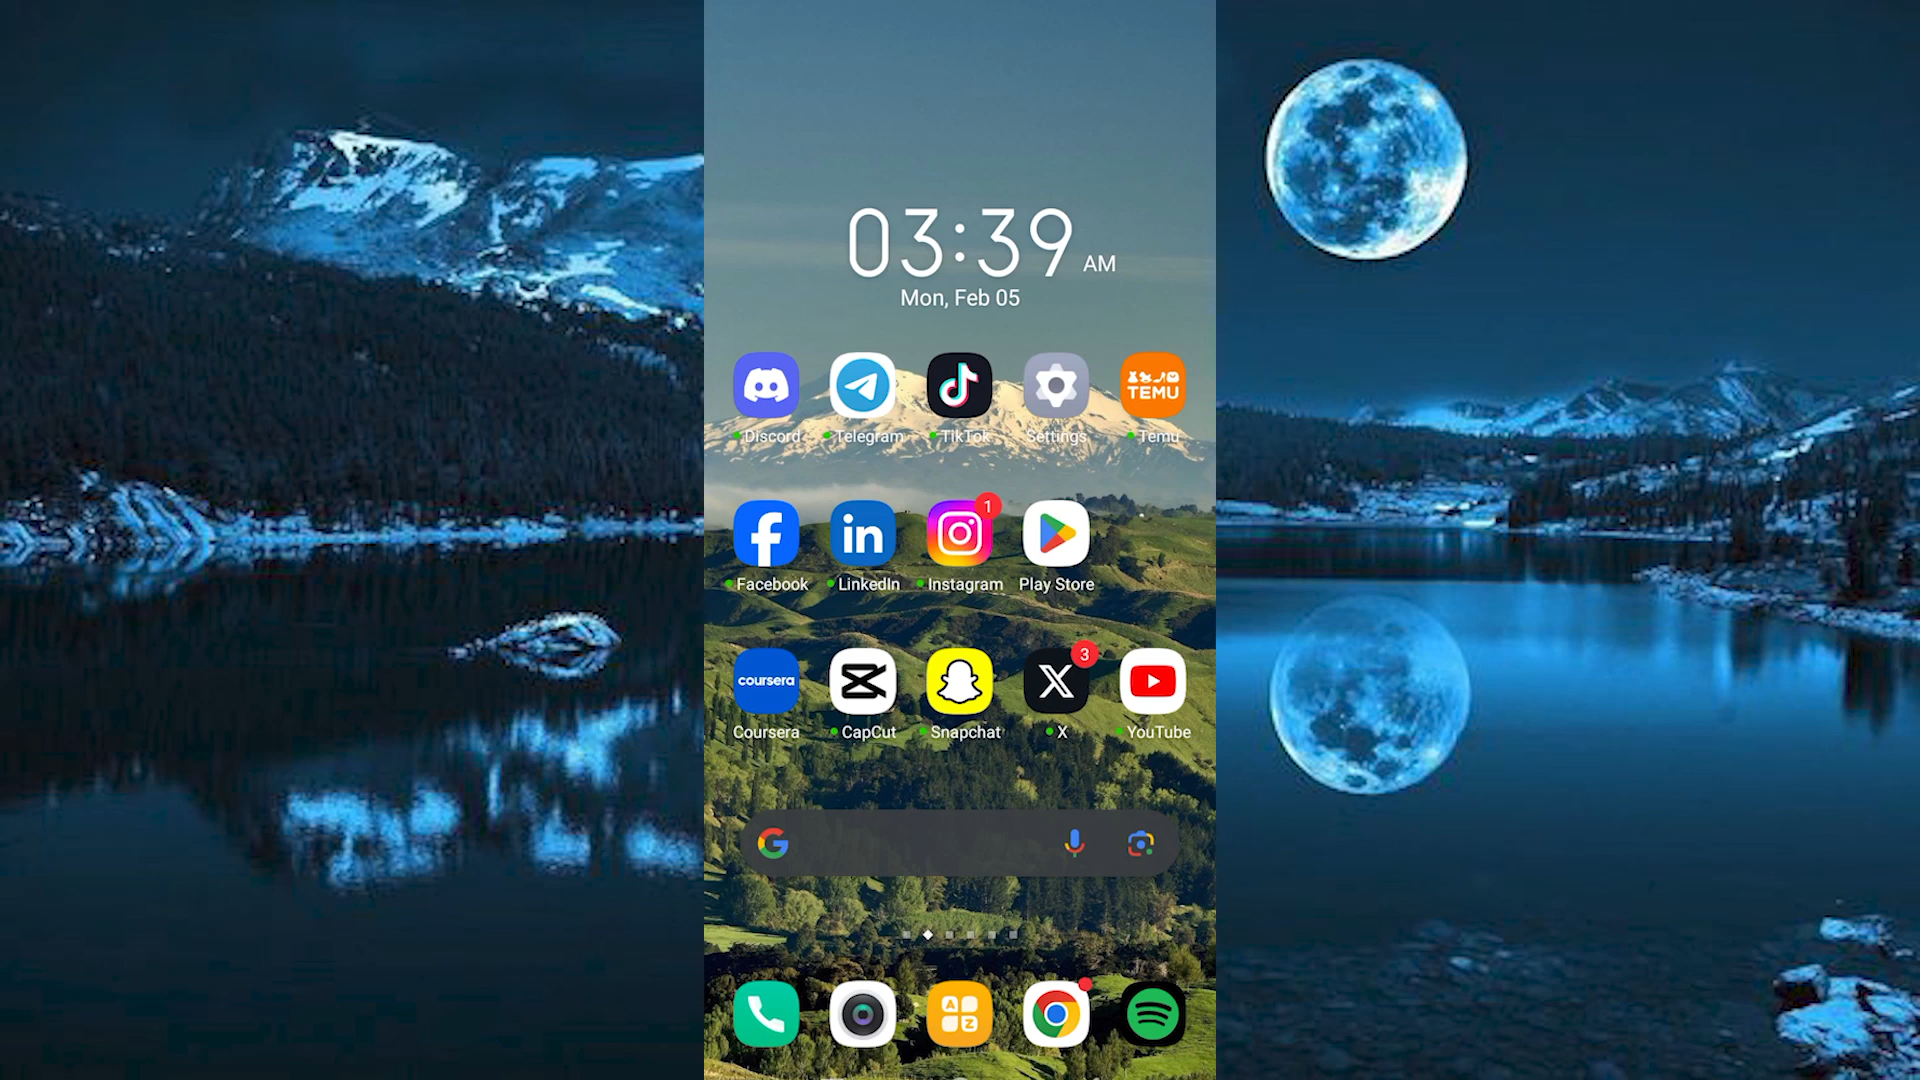 03:39 AM
Mon, Feb 05
TEMU
Discord Telegram TikTok Settings Temu
in 1
Facebook LinkedIn Instagram Play Store
coursera 3
Coursera CapCut Snapchat X YouTube
A
Z